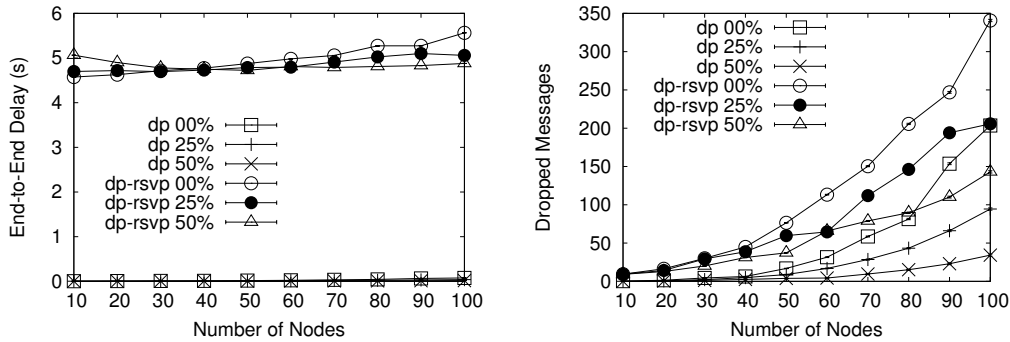 End-to-End Delay (s)
6
5
4
3
2
1
0
dp 00%
dp 25%
dp 50%
dp-rsvp 00%
dp-rsvp 25%
dp-rsvp 50%
10 20 30 40 50 60 70 80 90 100
Number of Nodes
Dropped Messages
350
300
250
200
150
100
50
0
dp 00%
dp 25%
dp 50%
dp-rsvp 00%
dp-rsvp 25%
dp-rsvp 50%
10 20 30 40 50 60 70 80 90 100
Number of Nodes